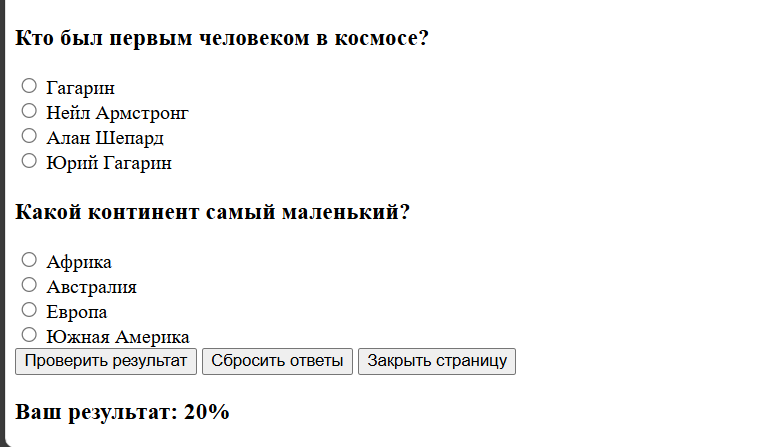 Кто был первым человеком в космосе?
Гагарин
Нейл Армстронг
Алан Шепард
Юрий Гагарин
Какой континент самый маленький?
Африка
Австралия
Европа
Южная Америка
Проверить результат Сбросить ответы Закрыть страницу
Ваш результат: 20%